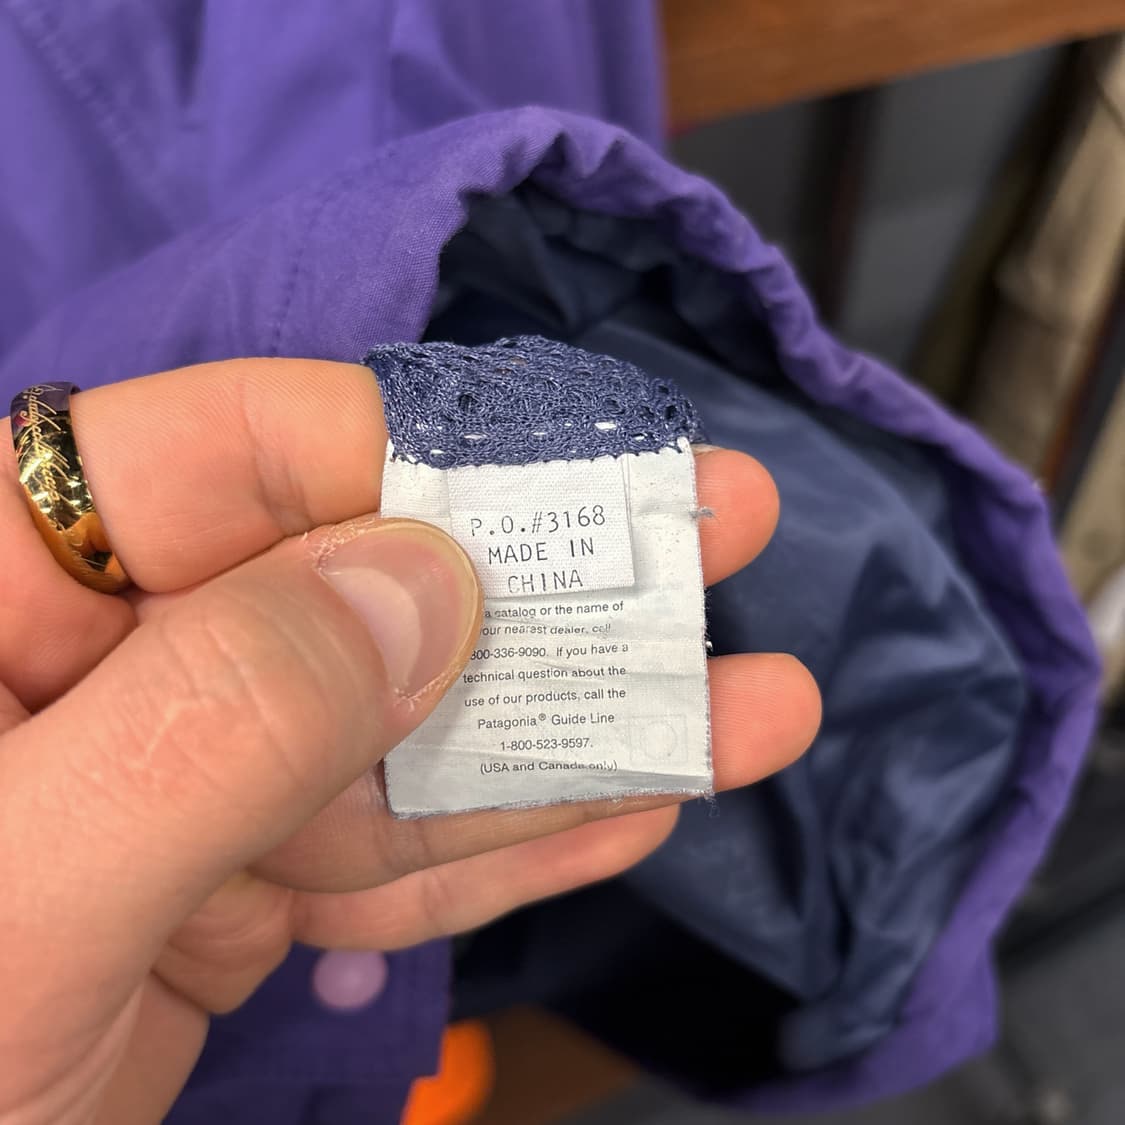 P.O.#3168
MADE IN
CHINA
a catalog or the name of
our nearest dealer, call
800-336-9090. If you have a
technical question about the
use of our products, call the
Patagonia® Guide Line
1-800-523-9597.
(USA and Canada only)